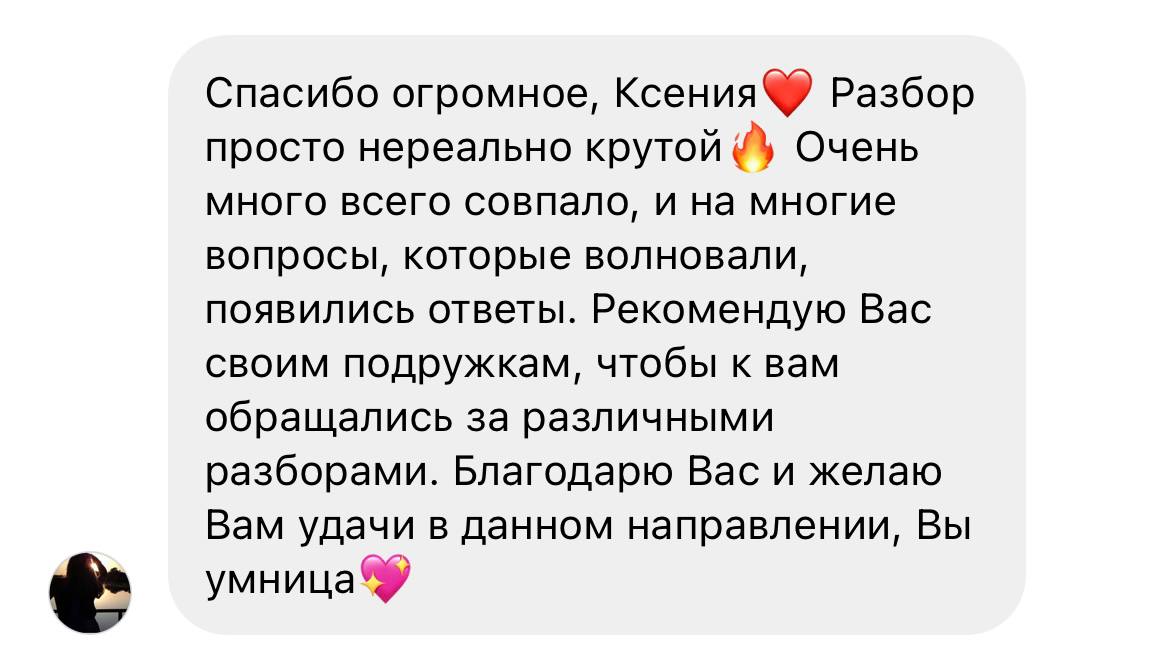 Спасибо огромное, Ксения❤️ Разбор
просто нереально крутой🔥 Очень
много всего совпало, и на многие
вопросы, которые волновали,
появились ответы. Рекомендую Вас
своим подружкам, чтобы к вам
обращались за различными
разборами. Благодарю Вас и желаю
Вам удачи в данном направлении, Вы
умница💖